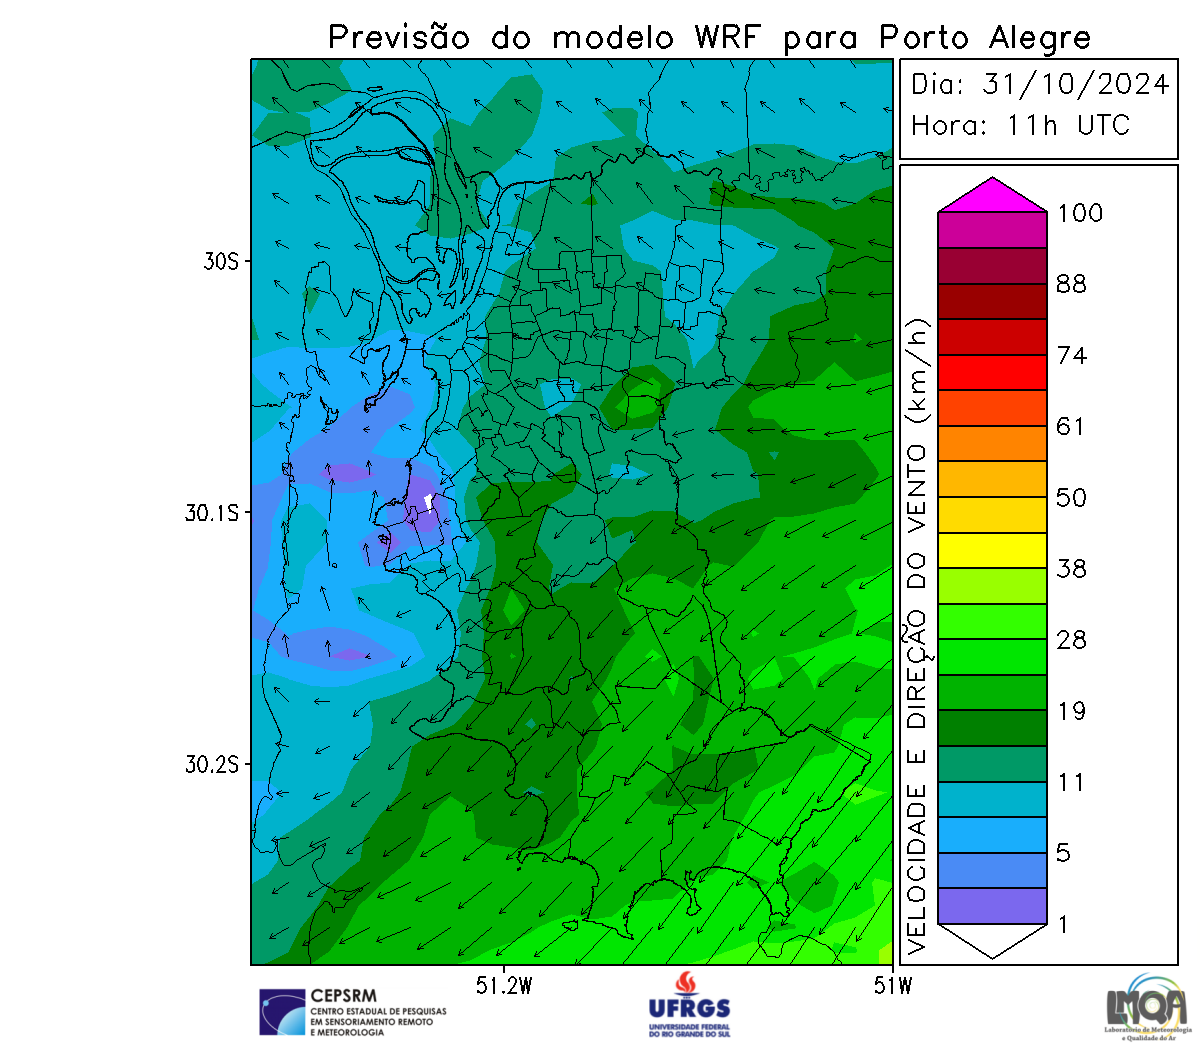 Previsão do modelo WRF para Porto Alegre
Dia: 31/10/2024
Hora: 11h UTC
30S
30.1S
30.2S
51.2W
51W
VELOCIDADE E DIREÇÃO DO VENTO (km/h)
100
88
74
61
50
38
28
19
11
5
1
CEPSRM
CENTRO ESTADUAL DE PESQUISAS
EM SENSORIAMENTO REMOTO
E METEOROLOGIA
UFRGS
UNIVERSIDADE FEDERAL
DO RIO GRANDE DO SUL
LMQA
Laboratório de Meteorologia
e Qualidade do Ar